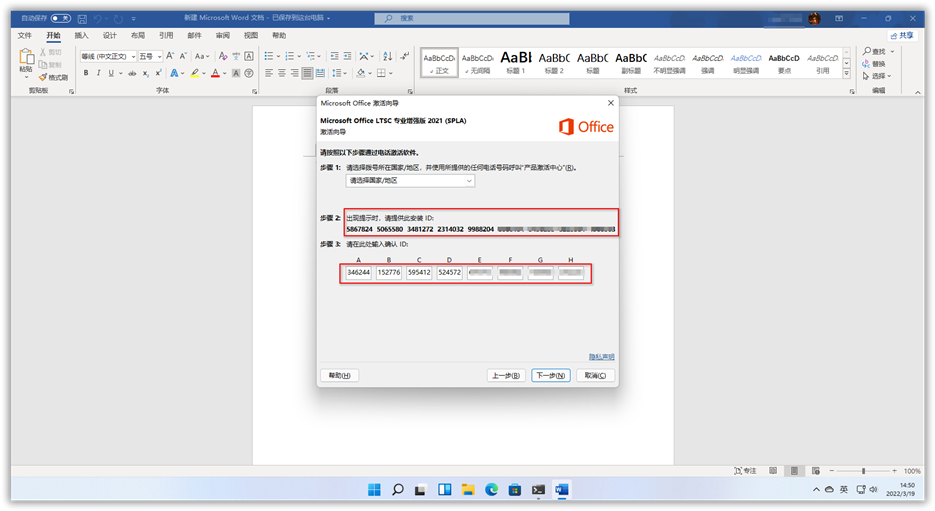 自动保存 关 新建 Microsoft Word 文档 - 已保存到这台电脑 搜索
文件 开始 插入 设计 布局 引用 邮件 审阅 视图 帮助 共享
粘贴 剪切 复制 格式刷
等线 (中文正文) 五号
剪贴板 字体 段落 样式 编辑
AaBbCcDc AaBbCcDc AaBl AaBbC AaBbC AaBbC AaBbCcDc AaBbCcDc AaBbCcDc AaBbCcD AaBbCcDc
正文 无间隔 标题 1 标题 2 标题 副标题 不明显强调 强调 明显强调 要点 引用
查找
替换
选择
Microsoft Office 激活向导
Microsoft Office LTSC 专业增强版 2021 (SPLA)
激活向导
Office
请按照以下步骤通过电话激活软件。
步骤 1: 请选择拨号所在国家/地区，并使用所提供的任何电话号码呼叫“产品激活中心”(R)。
请选择国家/地区
步骤 2: 出现提示时，请提供此安装 ID:
5867824 5065580 3481272 2314032 9988204
步骤 3: 请在此处输入确认 ID:
A B C D E F G H
346244 152776 595412 524572
隐私声明
帮助(H) 上一步(B) 下一步(N) 取消(C)
专注 100%
英 14:50
2022/3/19